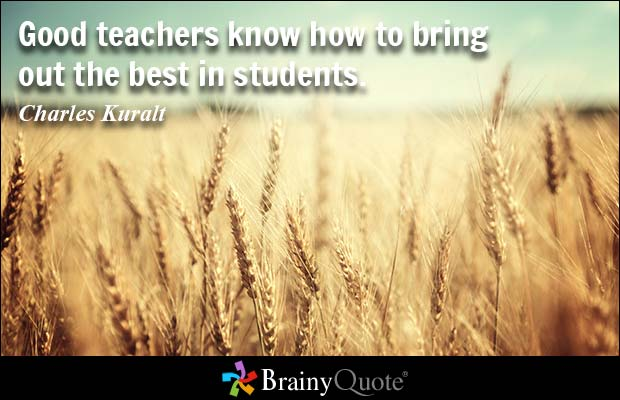 Good teachers know how to bring
out the best in students.
Charles Kuralt
BrainyQuote®